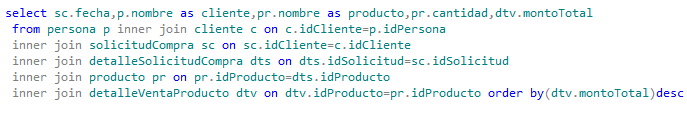 select sc.fecha,p.nombre as cliente,pr.nombre as producto,pr.cantidad,dtv.montoTotal
from persona p inner join cliente c on c.idCliente=p.idPersona
inner join solicitudCompra sc on sc.idCliente=c.idCliente
inner join detalleSolicitudCompra dts on dts.idSolicitud=sc.idSolicitud
inner join producto pr on pr.idProducto=dts.idProducto
inner join detalleVentaProducto dtv on dtv.idProducto=pr.idProducto order by(dtv.montoTotal)desc